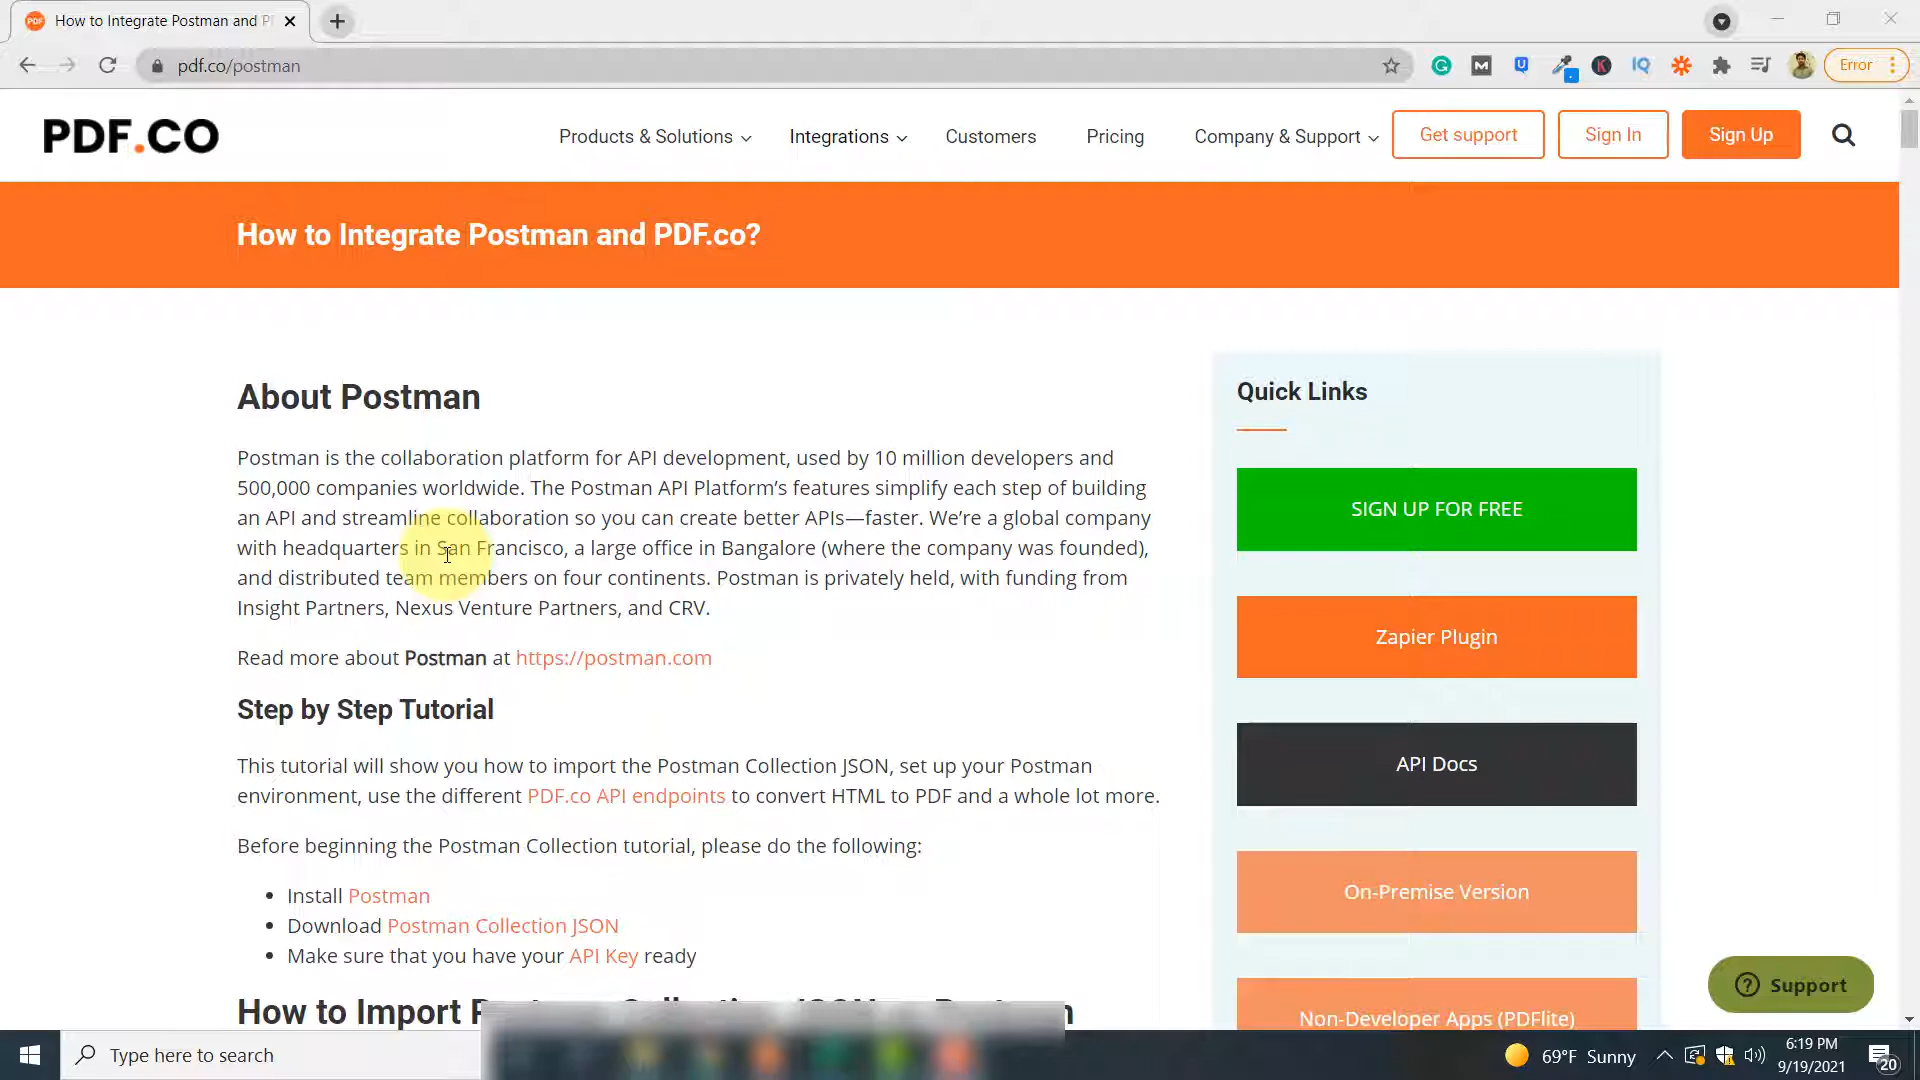 How to Integrate Postman and P
pdf.co/postman
Error
PDF.CO
Products & Solutions
Integrations
Customers
Pricing
Company & Support
Get support
Sign In
Sign Up
How to Integrate Postman and PDF.co?
About Postman
Postman is the collaboration platform for API development, used by 10 million developers and
500,000 companies worldwide. The Postman API Platform’s features simplify each step of building
an API and streamline collaboration so you can create better APIs—faster. We’re a global company
with headquarters in San Francisco, a large office in Bangalore (where the company was founded),
and distributed team members on four continents. Postman is privately held, with funding from
Insight Partners, Nexus Venture Partners, and CRV.
Read more about Postman at https://postman.com
Step by Step Tutorial
This tutorial will show you how to import the Postman Collection JSON, set up your Postman
environment, use the different PDF.co API endpoints to convert HTML to PDF and a whole lot more.
Before beginning the Postman Collection tutorial, please do the following:
Install Postman
Download Postman Collection JSON
Make sure that you have your API Key ready
How to Import
Quick Links
SIGN UP FOR FREE
Zapier Plugin
API Docs
On-Premise Version
Non-Developer Apps (PDFlite)
Support
Type here to search
69°F Sunny
6:19 PM
9/19/2021
20